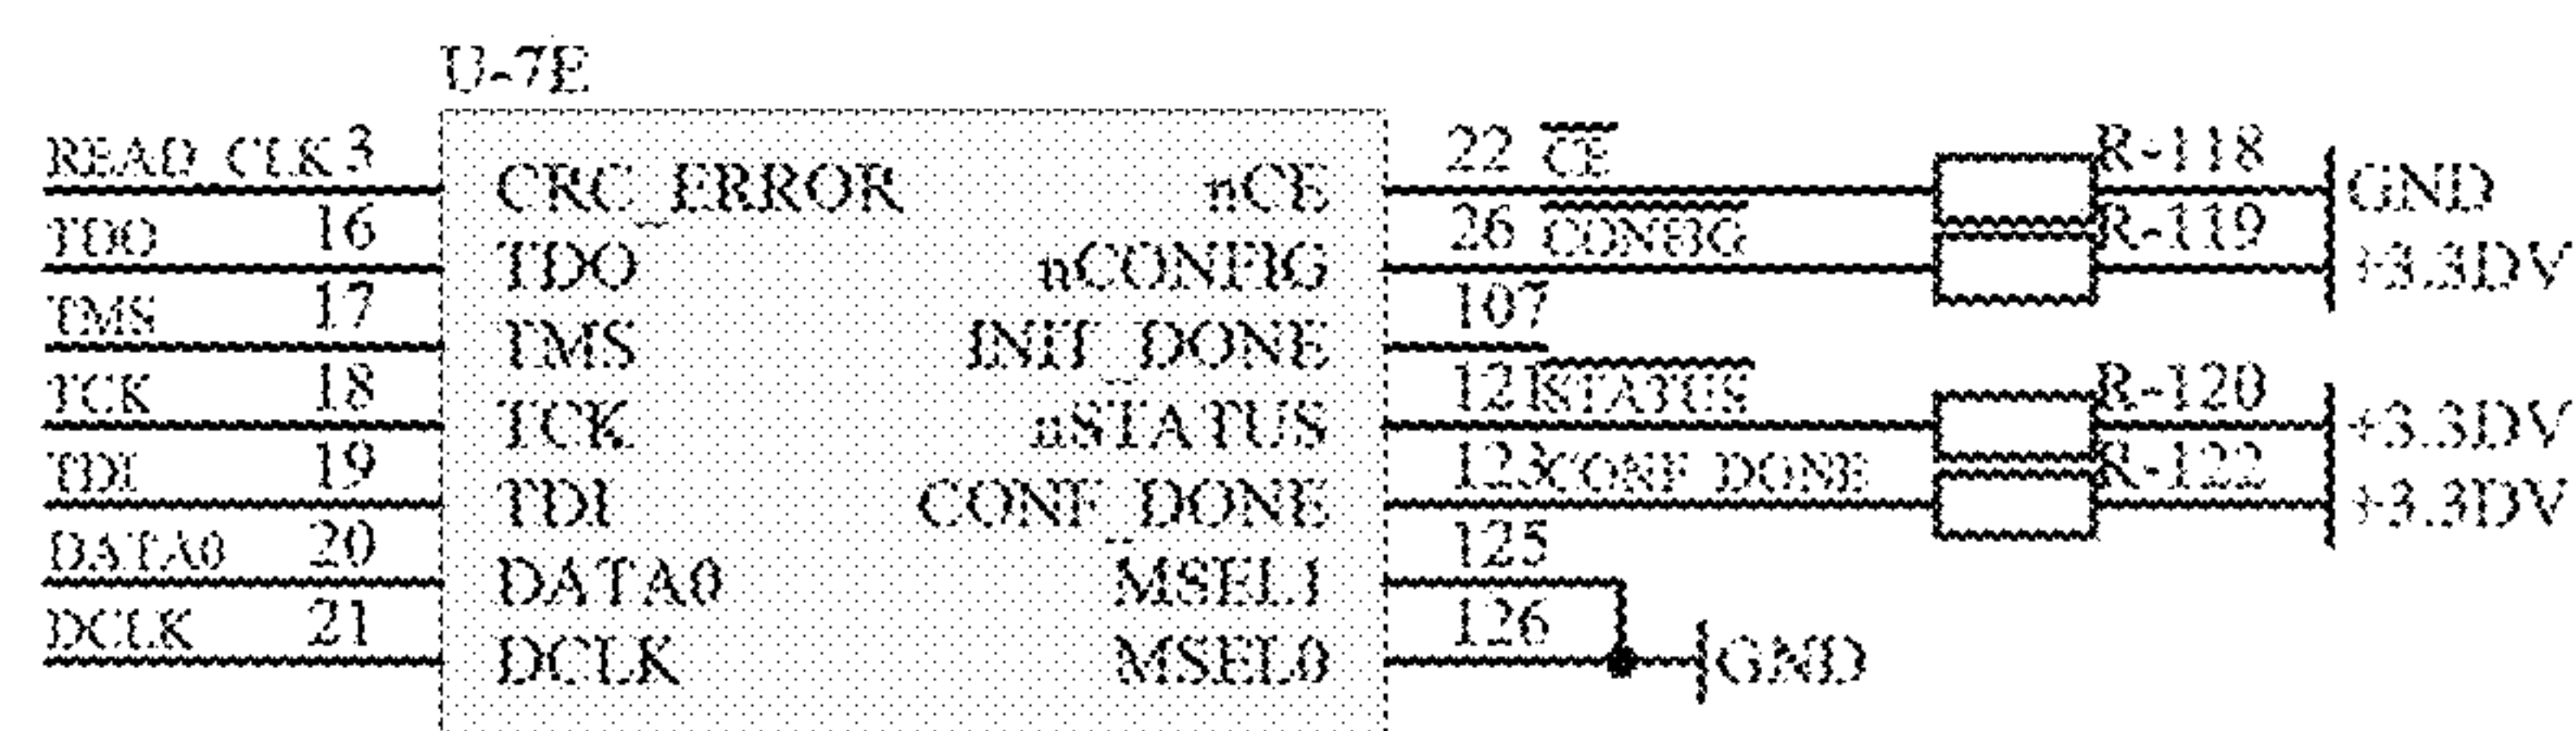 U-7E
READ_CLK 3 CRC_ERROR nCE 22 CE R-118 GND
TDO 16 TDO nCONFIG 26 CONFIG R-119 +3.3DV
TMS 17 TMS INIT_DONE 107
TCK 18 TCK nSTATUS 121 STATUS R-120 +3.3DV
TDI 19 TDI CONF_DONE 123 CONF_DONE R-122 +3.3DV
DATA0 20 DATA0 MSEL1 125
DCLK 21 DCLK MSEL0 126 GND